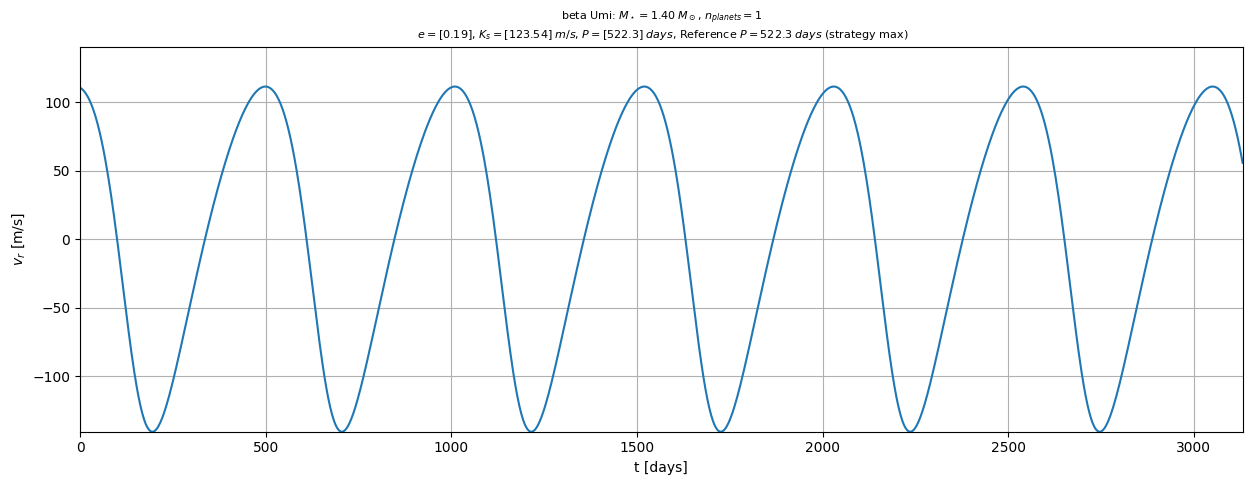 beta Umi: $M_\star = 1.40\ M_\odot$, $n_{planets} = 1$
$e = [0.19]$, $K_s = [123.54]\ m/s$, $P = [522.3]\ days$, Reference $P = 522.3\ days$ (strategy max)
$v_r$ [m/s]
100
50
0
−50
−100
0 500 1000 1500 2000 2500 3000
t [days]